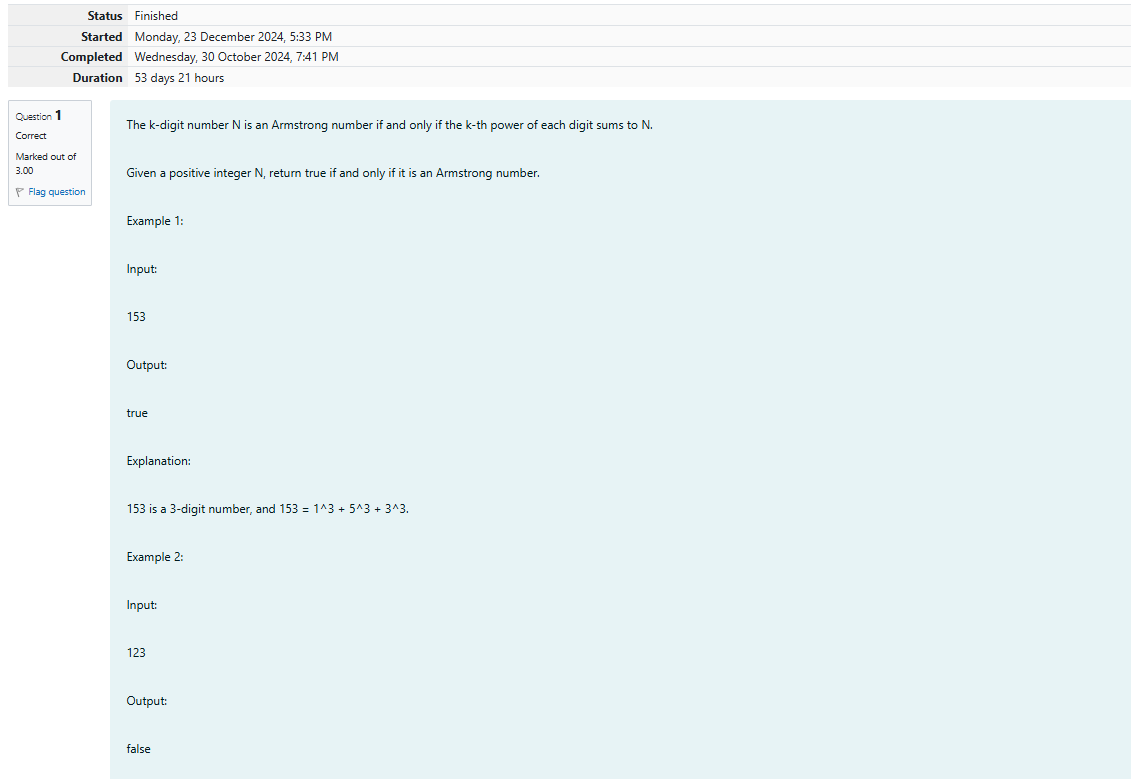 Status Finished
Started Monday, 23 December 2024, 5:33 PM
Completed Wednesday, 30 October 2024, 7:41 PM
Duration 53 days 21 hours
Question 1
Correct
Marked out of
3.00
Flag question
The k-digit number N is an Armstrong number if and only if the k-th power of each digit sums to N.
Given a positive integer N, return true if and only if it is an Armstrong number.
Example 1:
Input:
153
Output:
true
Explanation:
153 is a 3-digit number, and 153 = 1^3 + 5^3 + 3^3.
Example 2:
Input:
123
Output:
false